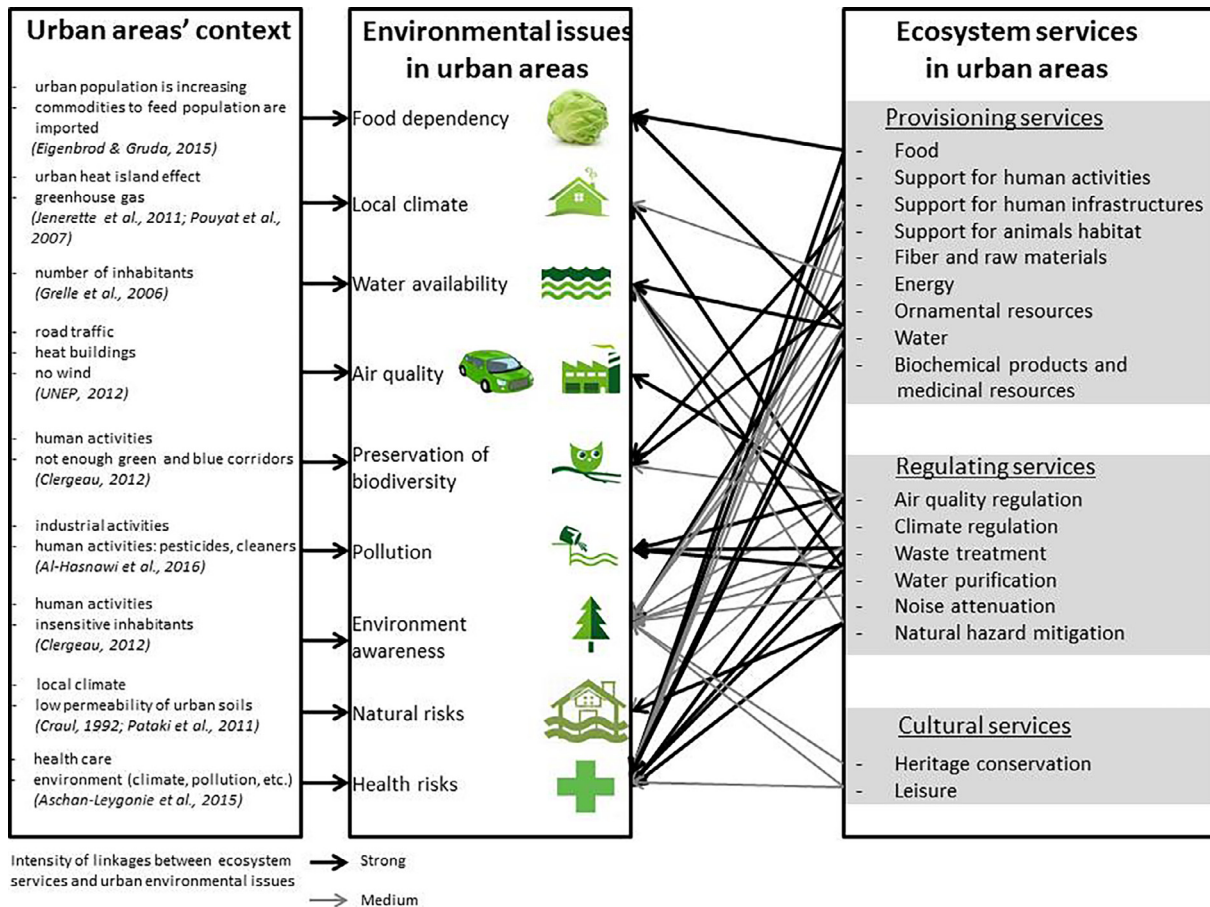 Urban areas' context
- urban population is increasing
- commodities to feed population are
imported
(Eigenbrod & Gruda, 2015)
- urban heat island effect
- greenhouse gas
(Jenerette et al., 2011; Pouyat et al.,
2007)
- number of inhabitants
(Grelle et al., 2006)
- road traffic
- heat buildings
- no wind
(UNEP, 2012)
- human activities
- not enough green and blue corridors
(Clergeau, 2012)
- industrial activities
- human activities: pesticides, cleaners
(Al-Hasnawi et al., 2016)
- human activities
- insensitive inhabitants
(Clergeau, 2012)
- local climate
- low permeability of urban soils
(Craul, 1992; Pataki et al., 2011)
- health care
- environment (climate, pollution, etc.)
(Aschan-Leygonie et al., 2015)
Environmental issues
in urban areas
Food dependency
Local climate
Water availability
Air quality
Preservation of
biodiversity
Pollution
Environment
awareness
Natural risks
Health risks
Ecosystem services
in urban areas
Provisioning services
- Food
- Support for human activities
- Support for human infrastructures
- Support for animals habitat
- Fiber and raw materials
- Energy
- Ornamental resources
- Water
- Biochemical products and
medicinal resources
Regulating services
- Air quality regulation
- Climate regulation
- Waste treatment
- Water purification
- Noise attenuation
- Natural hazard mitigation
Cultural services
- Heritage conservation
- Leisure
Intensity of linkages between ecosystem
services and urban environmental issues
Strong
Medium